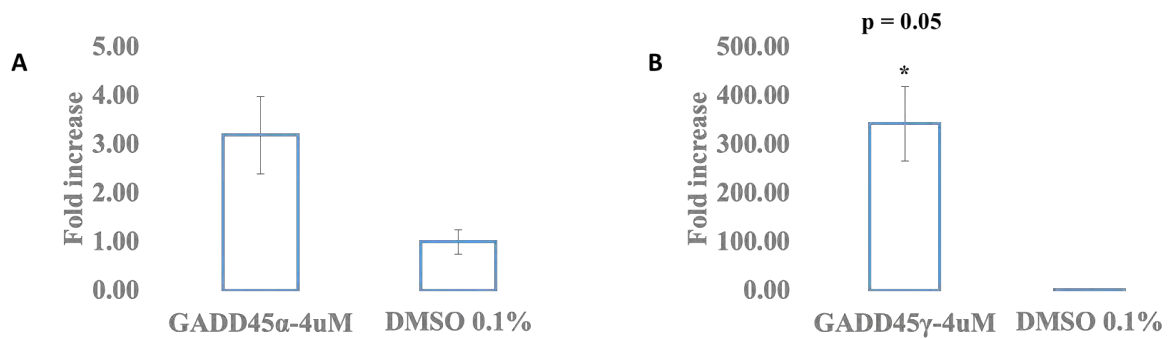 A
Fold increase
5.00
4.00
3.00
2.00
1.00
0.00
GADD45α-4uM
DMSO 0.1%
B
p = 0.05
*
Fold increase
500.00
400.00
300.00
200.00
100.00
0.00
GADD45γ-4uM
DMSO 0.1%